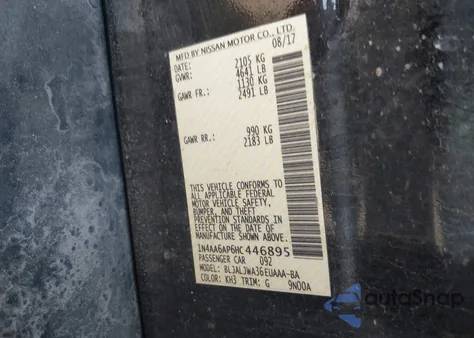 MFD BY NISSAN MOTOR CO., LTD.
DATE: 08/17
GVWR: 2105 KG
4641 LB
GAWR FR.: 1130 KG
2491 LB
GAWR RR.: 990 KG
2183 LB
THIS VEHICLE CONFORMS TO
ALL APPLICABLE FEDERAL
MOTOR VEHICLE SAFETY,
BUMPER, AND THEFT
PREVENTION STANDARDS IN
EFFECT ON THE DATE OF
MANUFACTURE SHOWN ABOVE.
1N4AA6AP6HC446895
PASSENGER CAR 092
MODEL: BLJALJWA36EUAAA-BA
COLOR: KH3 TRIM: G 9N00A
autoSnap